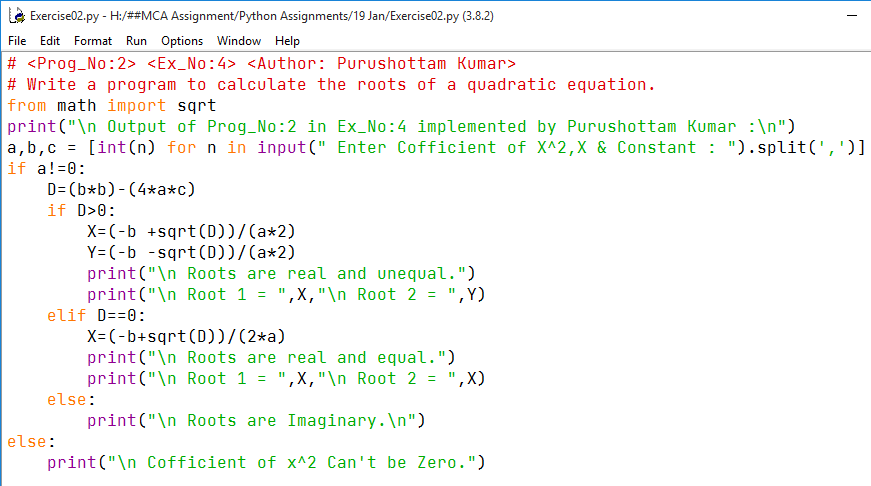 Exercise02.py - H:/##MCA Assignment/Python Assignments/19 Jan/Exercise02.py (3.8.2)
File Edit Format Run Options Window Help
# <Prog_No:2> <Ex_No:4> <Author: Purushottam Kumar>
# Write a program to calculate the roots of a quadratic equation.
from math import sqrt
print("\n Output of Prog_No:2 in Ex_No:4 implemented by Purushottam Kumar :\n")
a,b,c = [int(n) for n in input(" Enter Cofficient of X^2,X & Constant : ").split(',')]
if a!=0:
    D=(b*b)-(4*a*c)
    if D>0:
        X=(-b +sqrt(D))/(a*2)
        Y=(-b -sqrt(D))/(a*2)
        print("\n Roots are real and unequal.")
        print("\n Root 1 = ",X,"\n Root 2 = ",Y)
    elif D==0:
        X=(-b+sqrt(D))/(2*a)
        print("\n Roots are real and equal.")
        print("\n Root 1 = ",X,"\n Root 2 = ",X)
    else:
        print("\n Roots are Imaginary.\n")
else:
    print("\n Cofficient of x^2 Can't be Zero.")